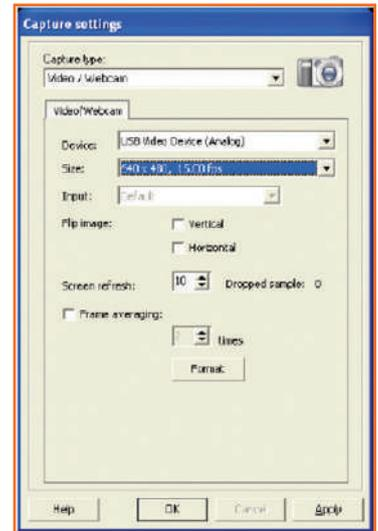 Capture settings
Capture type:
Video / Webcam
Video/Webcam
Device: USB Video Device (Analog)
Size: 640 x 480, 15.00 fps
Input: Default
Flip image: Vertical
Horizontal
Screen refresh: 10 Dropped sample: 0
Frame averaging:
times
Format
Help OK Cancel Apply